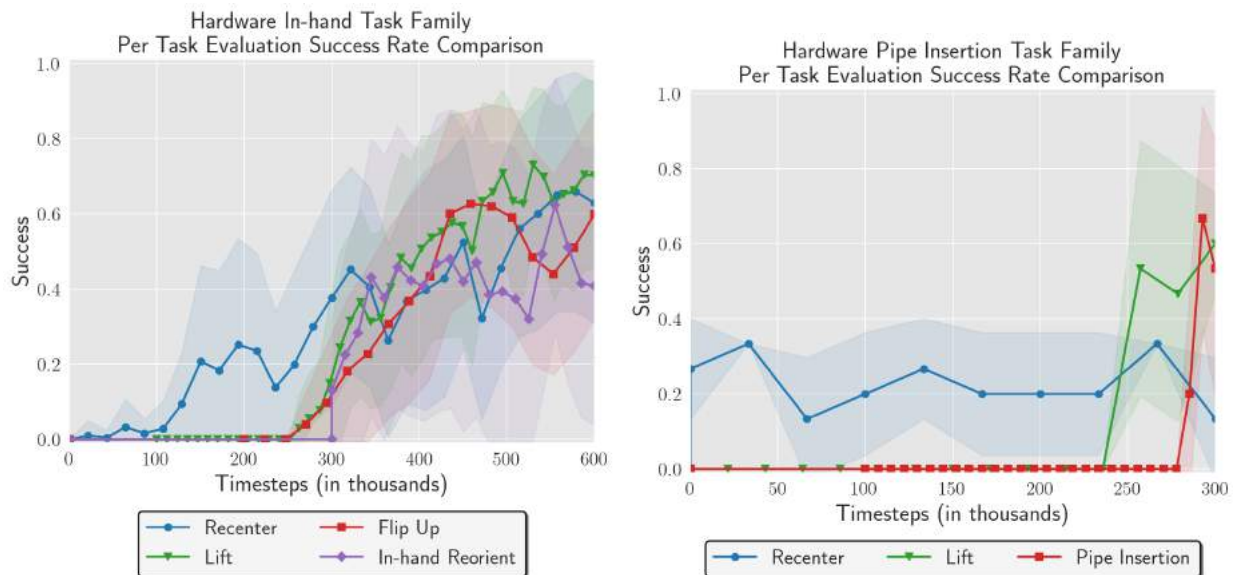 Hardware In-hand Task Family
Per Task Evaluation Success Rate Comparison
1.0
0.8
0.6
0.4
0.2
0.0
Success
0 100 200 300 400 500 600
Timesteps (in thousands)
Recenter Flip Up
Lift In-hand Reorient
Hardware Pipe Insertion Task Family
Per Task Evaluation Success Rate Comparison
1.0
0.8
0.6
0.4
0.2
0.0
Success
0 50 100 150 200 250 300
Timesteps (in thousands)
Recenter Lift Pipe Insertion